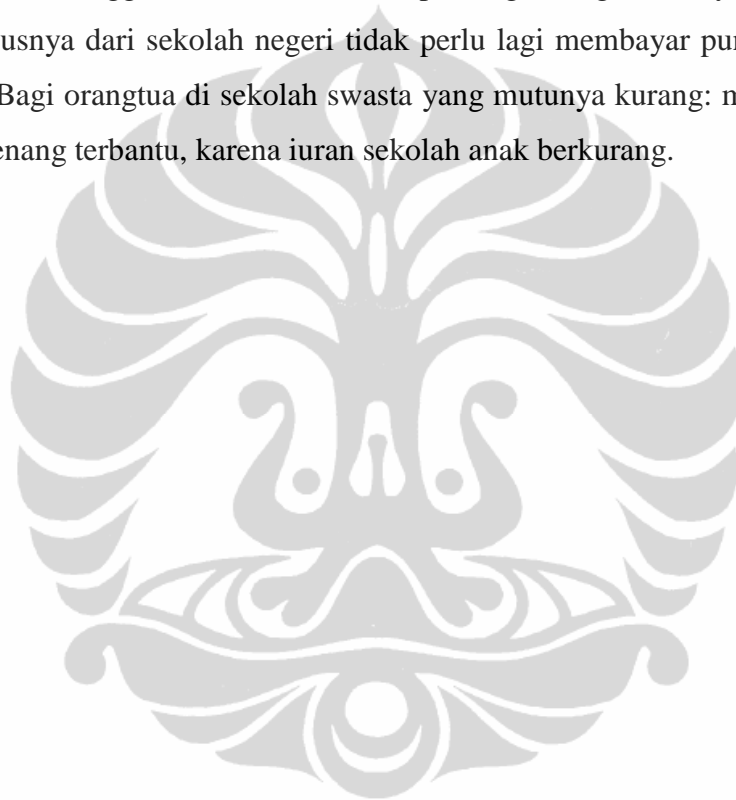 usnya dari sekolah negeri tidak perlu lagi membayar
Bagi orangtua di sekolah swasta yang mutunya kurang:
enang terbantu, karena iuran sekolah anak berkurang.